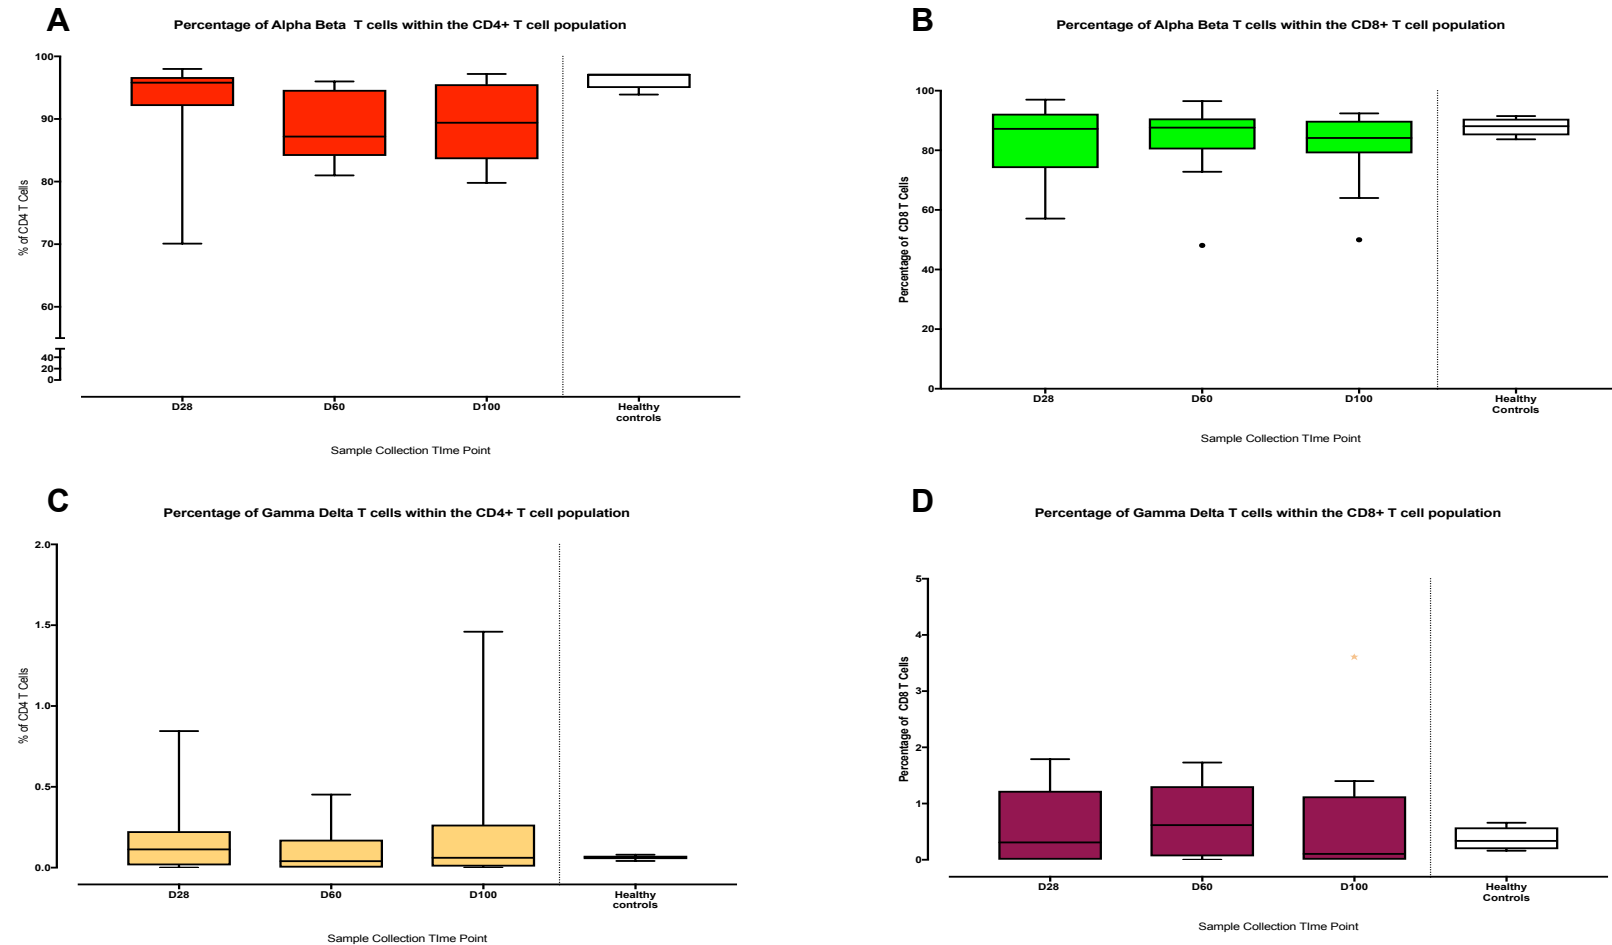 A
Percentage of Alpha Beta T cells within the CD4+ T cell population
% of CD4 T Cells
100
90
80
70
60
40
20
0
D28 D60 D100 Healthy
controls
Sample Collection TIme Point
B
Percentage of Alpha Beta T cells within the CD8+ T cell population
Percentage of CD8 T Cells
100
80
60
40
20
0
D28 D60 D100 Healthy
Controls
Sample Collection TIme Point
C
Percentage of Gamma Delta T cells within the CD4+ T cell population
% of CD4 T Cells
2.0
1.5
1.0
0.5
0.0
D28 D60 D100 Healthy
controls
Sample Collection TIme Point
D
Percentage of Gamma Delta T cells within the CD8+ T cell population
Percentage of CD8 T Cells
5
4
3
2
1
0
*
D28 D60 D100 Healthy
Controls
Sample Collection TIme Point